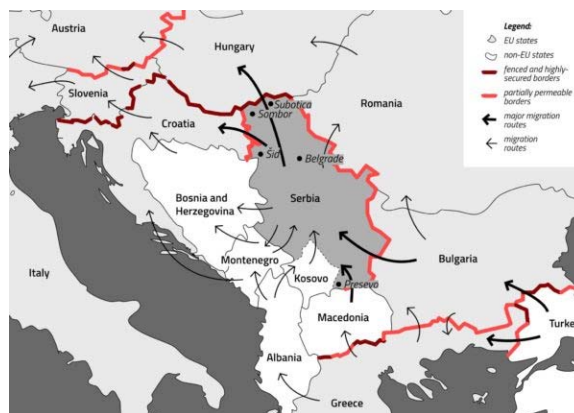 Austria
Hungary
Slovenia
Croatia
Subotica
Sombor
Romania
Šid
Belgrade
Bosnia and
Herzegovina
Serbia
Montenegro
Kosovo
Bulgaria
Italy
Presevo
Macedonia
Turke
Albania
Greece
Legend:
EU states
non-EU states
fenced and highly-
secured borders
partially permeable
borders
major migration
routes
migration
routes